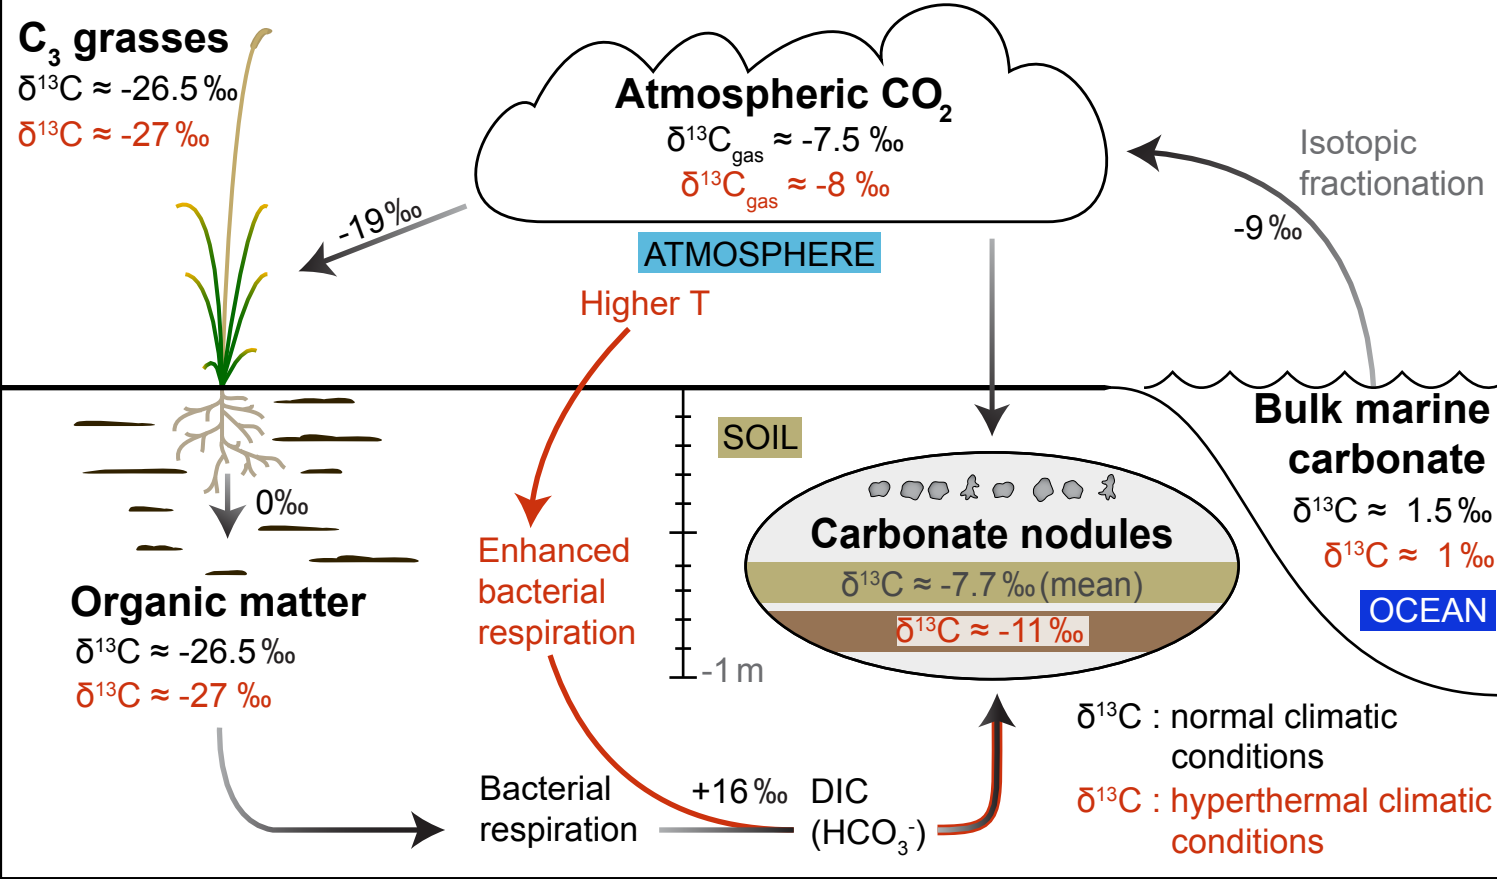 C₃ grasses
δ¹³C ≈ -26.5 ‰
δ¹³C ≈ -27 ‰
Atmospheric CO₂
δ¹³Cgas ≈ -7.5 ‰
δ¹³Cgas ≈ -8 ‰
Isotopic
fractionation
-19 ‰
-9 ‰
ATMOSPHERE
Higher T
SOIL
Bulk marine
carbonate
δ¹³C ≈ 1.5 ‰
δ¹³C ≈ 1 ‰
OCEAN
0‰
Organic matter
δ¹³C ≈ -26.5 ‰
δ¹³C ≈ -27 ‰
Enhanced
bacterial
respiration
Carbonate nodules
δ¹³C ≈ -7.7 ‰ (mean)
δ¹³C ≈ -11 ‰
-1 m
Bacterial
respiration
+16 ‰
DIC
(HCO₃⁻)
δ¹³C : normal climatic
conditions
δ¹³C : hyperthermal climatic
conditions